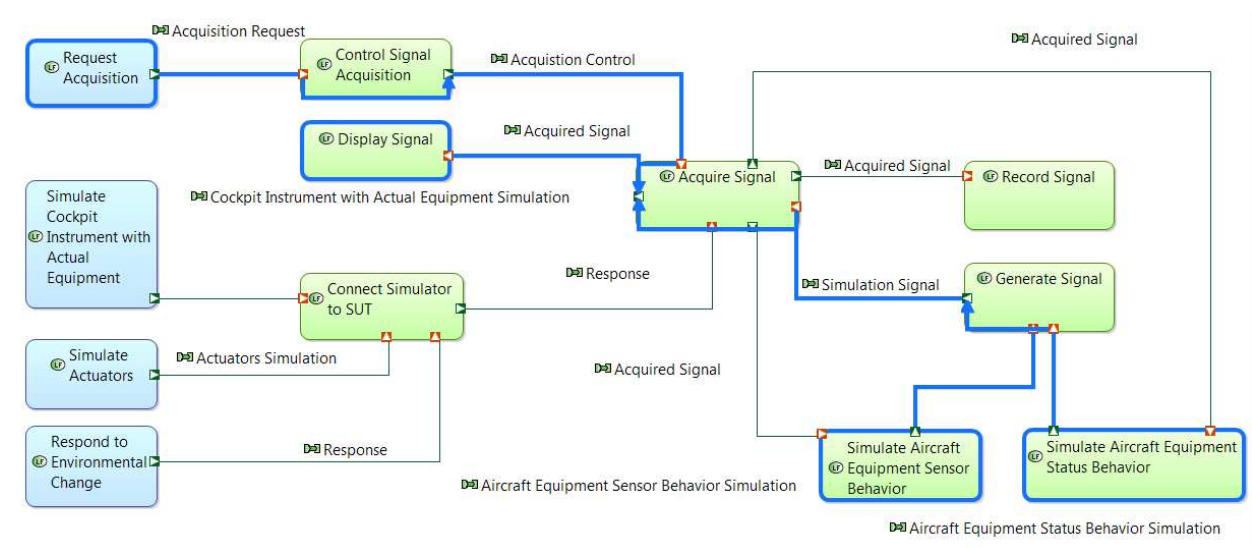 Acquisition Request
Acquired Signal
Request
Acquisition
Control Signal
Acquisition
Acquistion Control
Display Signal
Acquired Signal
Acquire Signal
Acquired Signal
Record Signal
Simulate
Cockpit
Instrument with
Actual
Equipment
Cockpit Instrument with Actual Equipment Simulation
Response
Simulation Signal
Generate Signal
Connect Simulator
to SUT
Simulate
Actuators
Actuators Simulation
Acquired Signal
Respond to
Environmental
Change
Response
Aircraft Equipment Sensor Behavior Simulation
Simulate Aircraft
Equipment Sensor
Behavior
Simulate Aircraft Equipment
Status Behavior
Aircraft Equipment Status Behavior Simulation